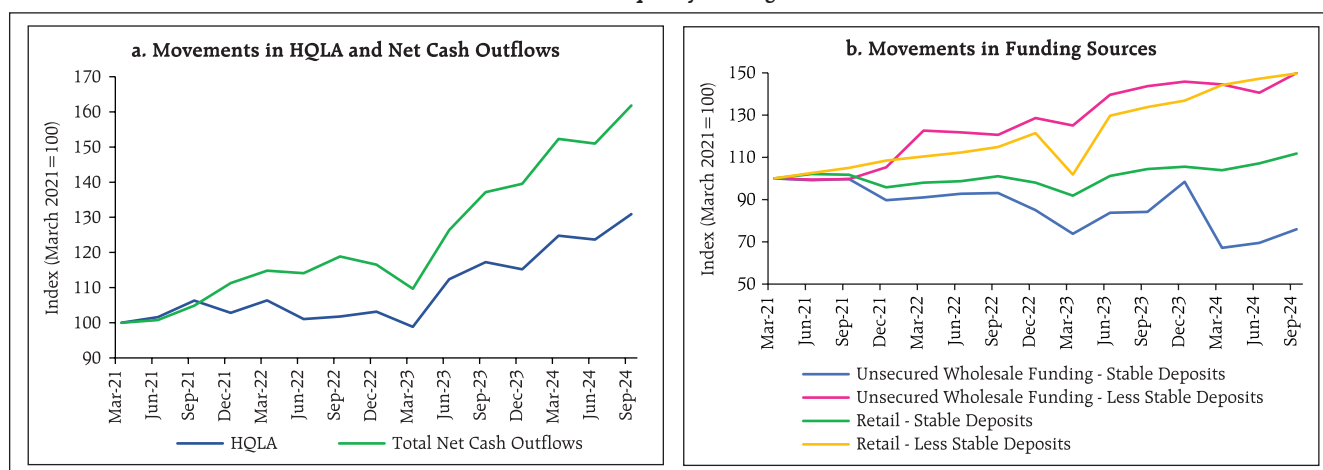 a. Movements in HQLA and Net Cash Outflows
Index (March 2021=100)
170
160
150
140
130
120
110
100
90
Mar-21
Jun-21
Sep-21
Dec-21
Mar-22
Jun-22
Sep-22
Dec-22
Mar-23
Jun-23
Sep-23
Dec-23
Mar-24
Jun-24
Sep-24
HQLA
Total Net Cash Outflows
b. Movements in Funding Sources
Index (March 2021=100)
150
130
110
90
70
50
Mar-21
Jun-21
Sep-21
Dec-21
Mar-22
Jun-22
Sep-22
Dec-22
Mar-23
Jun-23
Sep-23
Dec-23
Mar-24
Jun-24
Sep-24
Unsecured Wholesale Funding - Stable Deposits
Unsecured Wholesale Funding - Less Stable Deposits
Retail - Stable Deposits
Retail - Less Stable Deposits